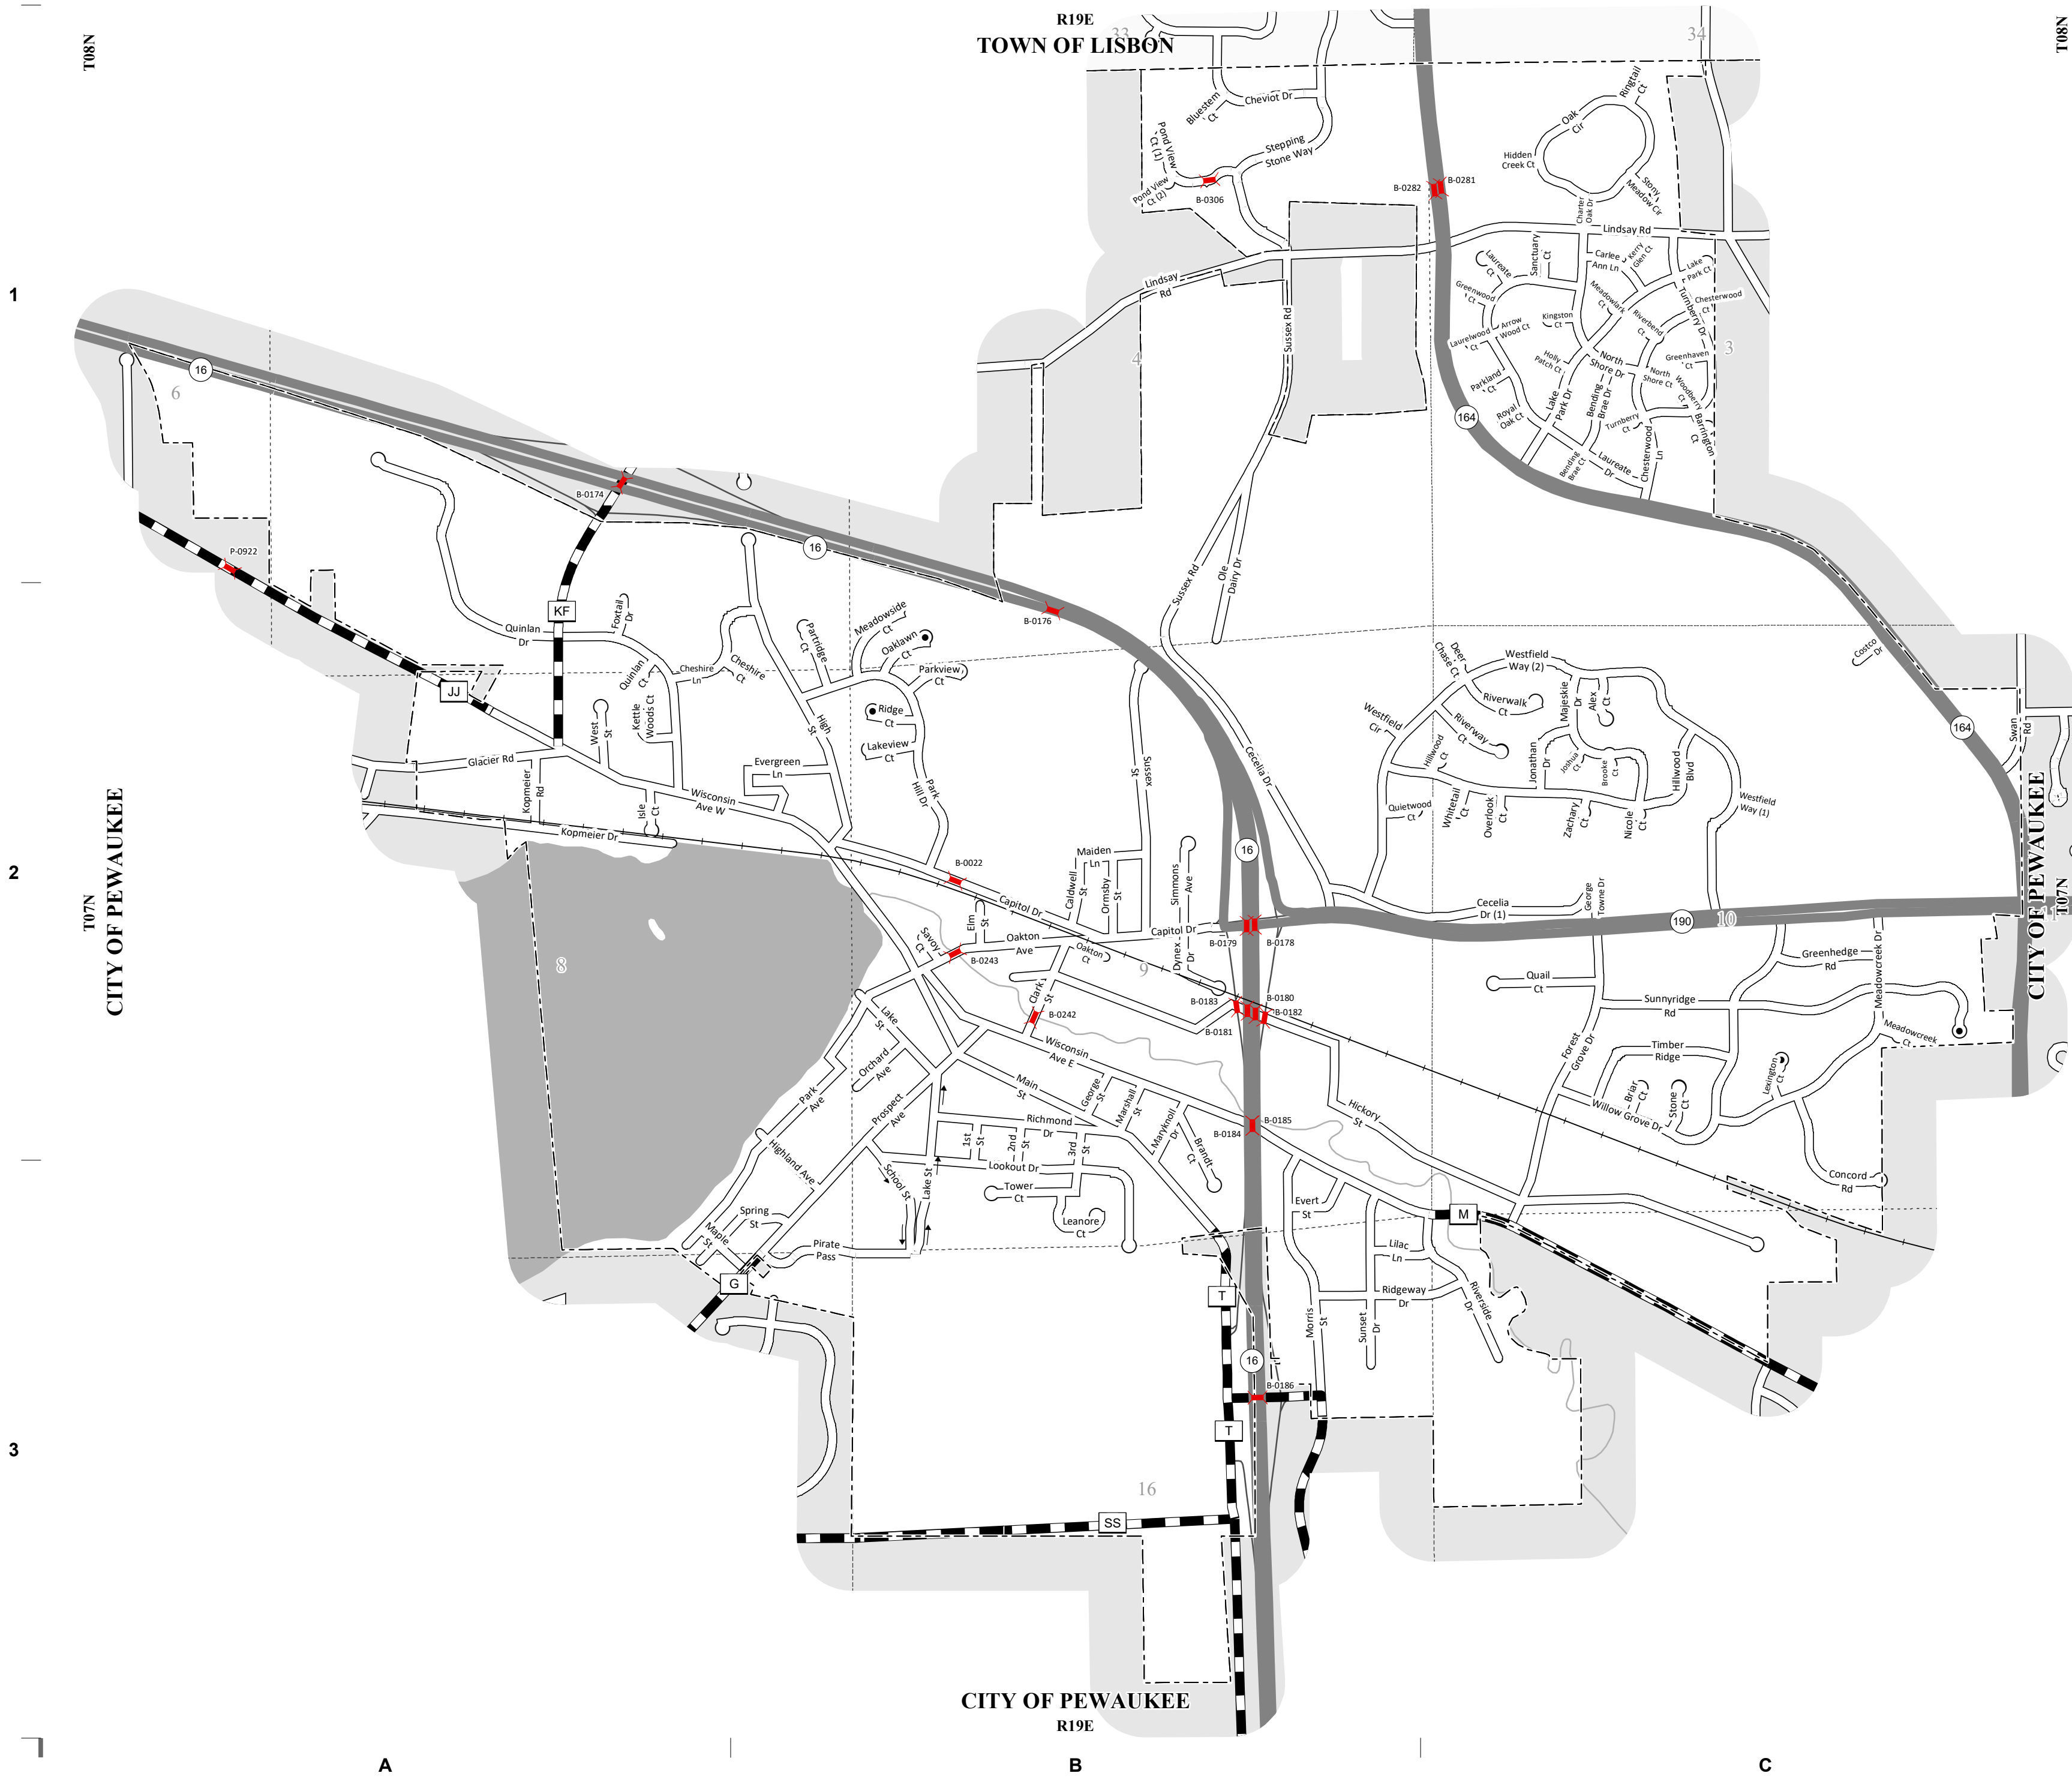 R19E
TOWN OF LISBON
T08N
T08N
33
34
Ringtail
Ct
Bluestem
Ct
Cheviot Dr
Oak
Cir
Pond View
Ct (1)
Stepping
Stone Way
Hidden
Creek Ct
Pond View
Ct (2)
B-0306
B-0282
B-0281
Stony
Meadow Cir
Charter
Oak Dr
Lindsay Rd
Lindsay
Rd
Sussex Rd
Laureate
Ct
Sanctuary
Ct
Carlee
Ann Ln
Kerry
Glen Ct
Lake
Park Ct
Greenwood
Ct
Meadowlark
Ct
Turnberry Dr
Chesterwood
Ct
Laurelwood
Ct
Arrow
Wood Ct
Kingston
Ct
Riverbend
Ct
1
4
3
Holly
Patch Ct
North
Shore Dr
Greenhaven
Ct
North
Shore Ct
Woodberry
Ct
Parkland
Ct
Royal
Oak Ct
Lake
Park Dr
Bending
Brae Dr
Turnberry
Ct
Barrington
Ct
164
Bending
Brae Ct
Laureate
Dr
Chesterwood
Ln
16
6
B-0174
16
P-0922
Sussex Rd
Ole
Dairy Dr
B-0176
KF
Foxtail
Dr
Quinlan
Dr
Quinlan
Ct
Cheshire
Ln
Cheshire
Ct
Partridge
Ct
Meadowside
Ct
Oaklawn
Ct
Parkview
Ct
Costco
Dr
Deer
Chase Ct
Westfield
Way (2)
Riverwalk
Ct
Majeskie
Dr
Alex
Ct
JJ
West
St
Kettle
Woods Ct
High
St
Ridge
Ct
Lakeview
Ct
Westfield
Cir
Riverway
Ct
Hillwood
Ct
Jonathan
Dr
Joshua
Ct
Brooke
Ct
Hillwood
Blvd
164
Swan
Rd
Glacier Rd
Kopmeier
Rd
Evergreen
Ln
Park
Hill Dr
Sussex
St
Cecelia Dr
Wisconsin
Ave W
Isle
Ct
Kopmeier Dr
Quietwood
Ct
Whitetail
Ct
Overlook
Ct
Zachary
Ct
Nicole
Ct
Westfield
Way (1)
CITY OF PEWAUKEE
T07N
2
CITY OF PEWAUKEE
T07N
B-0022
Maiden
Ln
Caldwell
St
Ormsby
St
Simmons
Ave
16
Capitol Dr
Elm
St
Savoy
Ct
Oakton
Ave
B-0243
Oakton
Ct
Capitol Dr
Dynex
Dr
B-0179
B-0178
Cecelia
Dr (1)
George
Towne Dr
190
10
8
9
Clark
St
B-0242
B-0183
B-0180
B-0182
B-0181
Quail
Ct
Greenhedge
Rd
Meadowcreek Dr
Sunnyridge
Rd
Meadowcreek
Ct
Lake
St
Orchard
Ave
Wisconsin
Ave E
Forest
Grove Dr
Timber
Ridge
Briar
Ct
Stone
Ct
Lexington
Ct
Willow Grove Dr
Park
Ave
Prospect
Ave
Main
St
George
St
Marshall
St
Maryknoll
Dr
Brandt
Ct
B-0184
B-0185
Hickory
St
Richmond
Dr
1st
St
2nd
St
3rd
St
Highland Ave
School St
Lake St
Lookout Dr
Tower
Ct
Leanore
Ct
Evert
St
M
Concord
Rd
Maple
St
Spring
St
Pirate
Pass
G
T
Lilac
Ln
Ridgeway
Dr
Riverside
Dr
Morris
St
Sunset
Dr
16
B-0186
T
3
16
SS
CITY OF PEWAUKEE
R19E
A
B
C